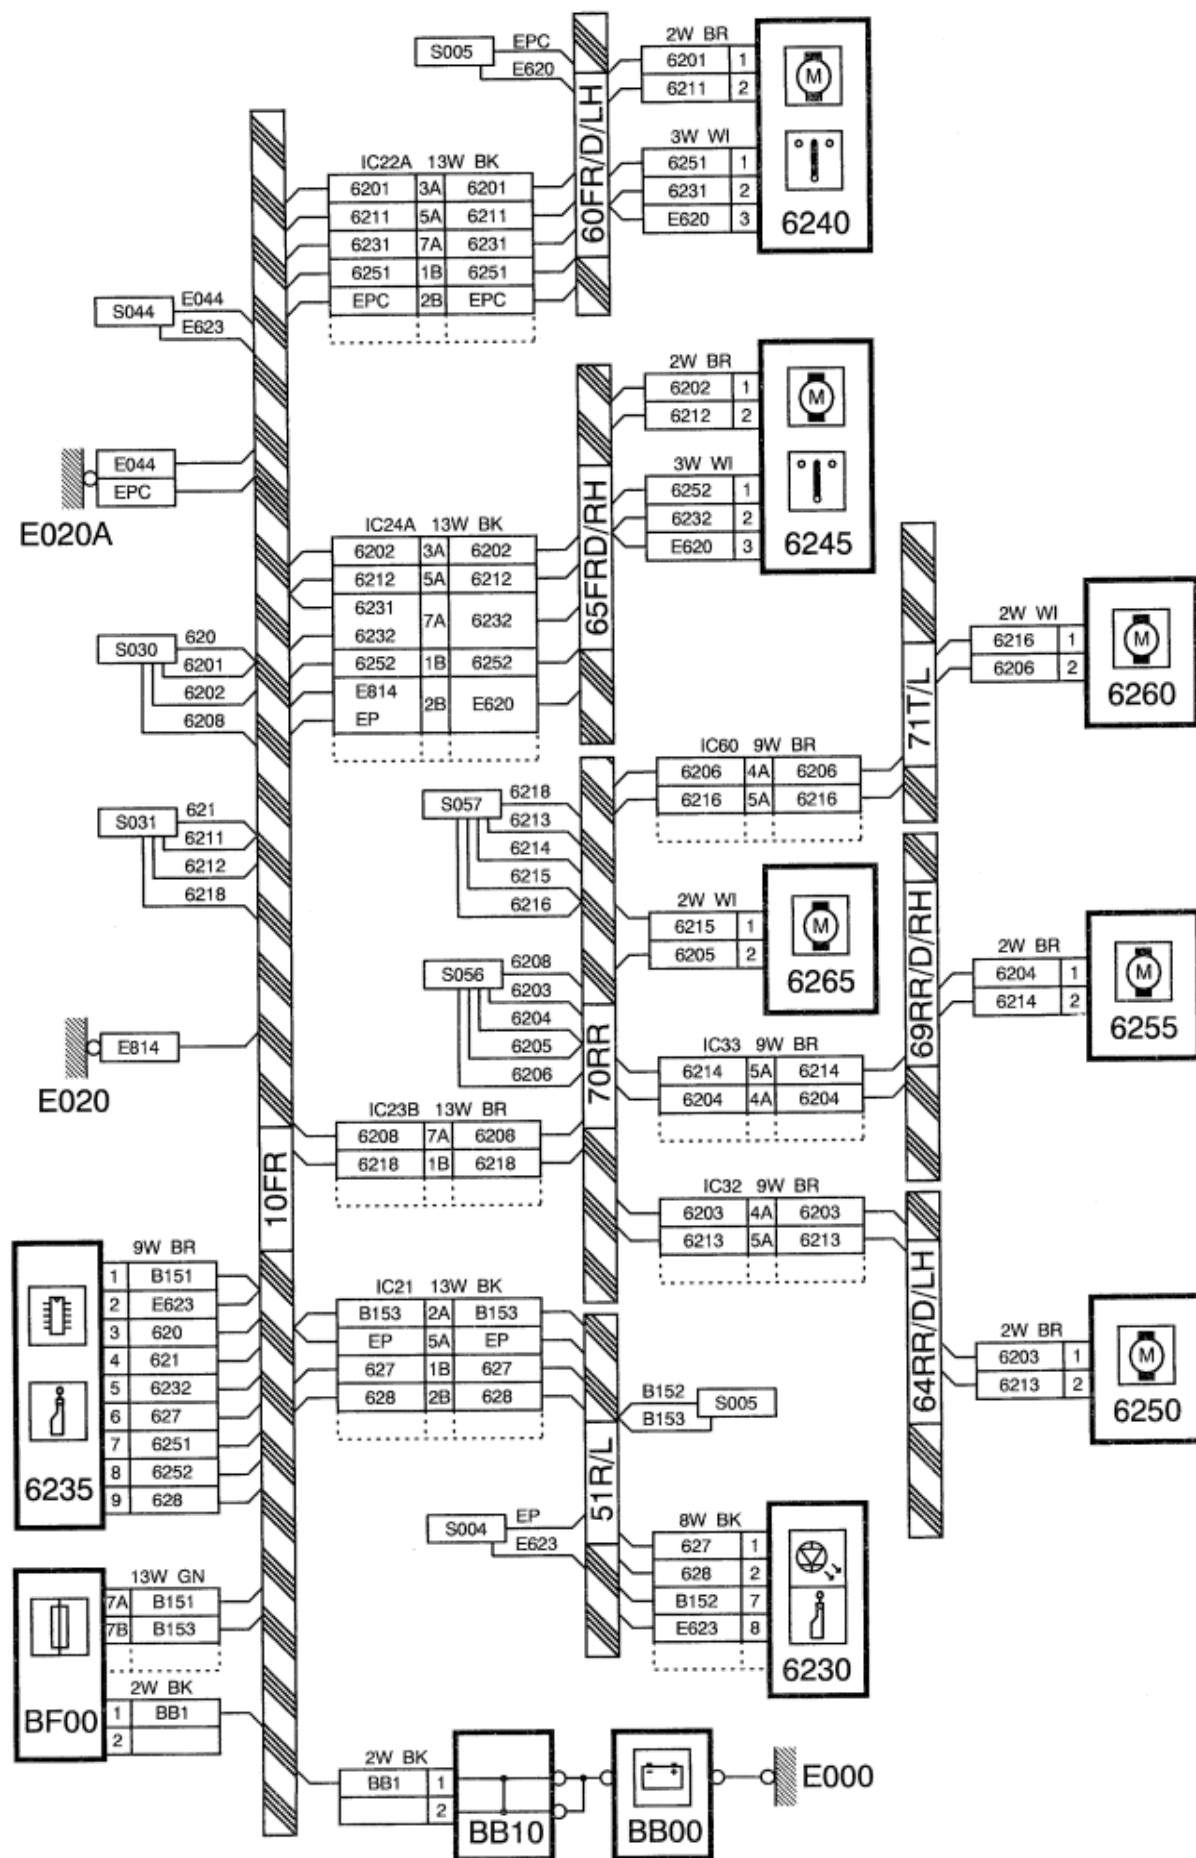 S005 EPC
E620
60FR/D/LH
2W BR
6201 1
6211 2
3W WI
6251 1
6231 2
E620 3
6240
M
IC22A 13W BK
6201 3A 6201
6211 5A 6211
6231 7A 6231
6251 1B 6251
EPC 2B EPC
S044 E044
E623
E044
EPC
E020A
65FRD/RH
2W BR
6202 1
6212 2
3W WI
6252 1
6232 2
E620 3
6245
M
IC24A 13W BK
6202 3A 6202
6212 5A 6212
6231
6232 7A 6232
6252 1B 6252
E814
EP 2B E620
S030 620
6201
6202
6208
71T/L
2W WI
6216 1
6206 2
6260
M
IC60 9W BR
6206 4A 6206
6216 5A 6216
S031 621
6211
6212
6218
S057 6218
6213
6214
6215
6216
2W WI
6215 1
6205 2
6265
M
69RR/D/RH
2W BR
6204 1
6214 2
6255
M
S056 6208
6203
6204
6205
6206
70RR
IC33 9W BR
6214 5A 6214
6204 4A 6204
E814
E020
IC23B 13W BR
6208 7A 6208
6218 1B 6218
10FR
IC32 9W BR
6203 4A 6203
6213 5A 6213
64RR/D/LH
2W BR
6203 1
6213 2
6250
M
9W BR
1 B151
2 E623
3 620
4 621
5 6232
6 627
7 6251
8 6252
9 628
6235
IC21 13W BK
B153 2A B153
EP 5A EP
627 1B 627
628 2B 628
B152 S005
B153
51R/L
S004 EP
E623
8W BK
627 1
628 2
B152 7
E623 8
6230
13W GN
7A B151
7B B153
2W BK
1 BB1
2
BF00
2W BK
BB1 1
2
BB10
BB00
E000